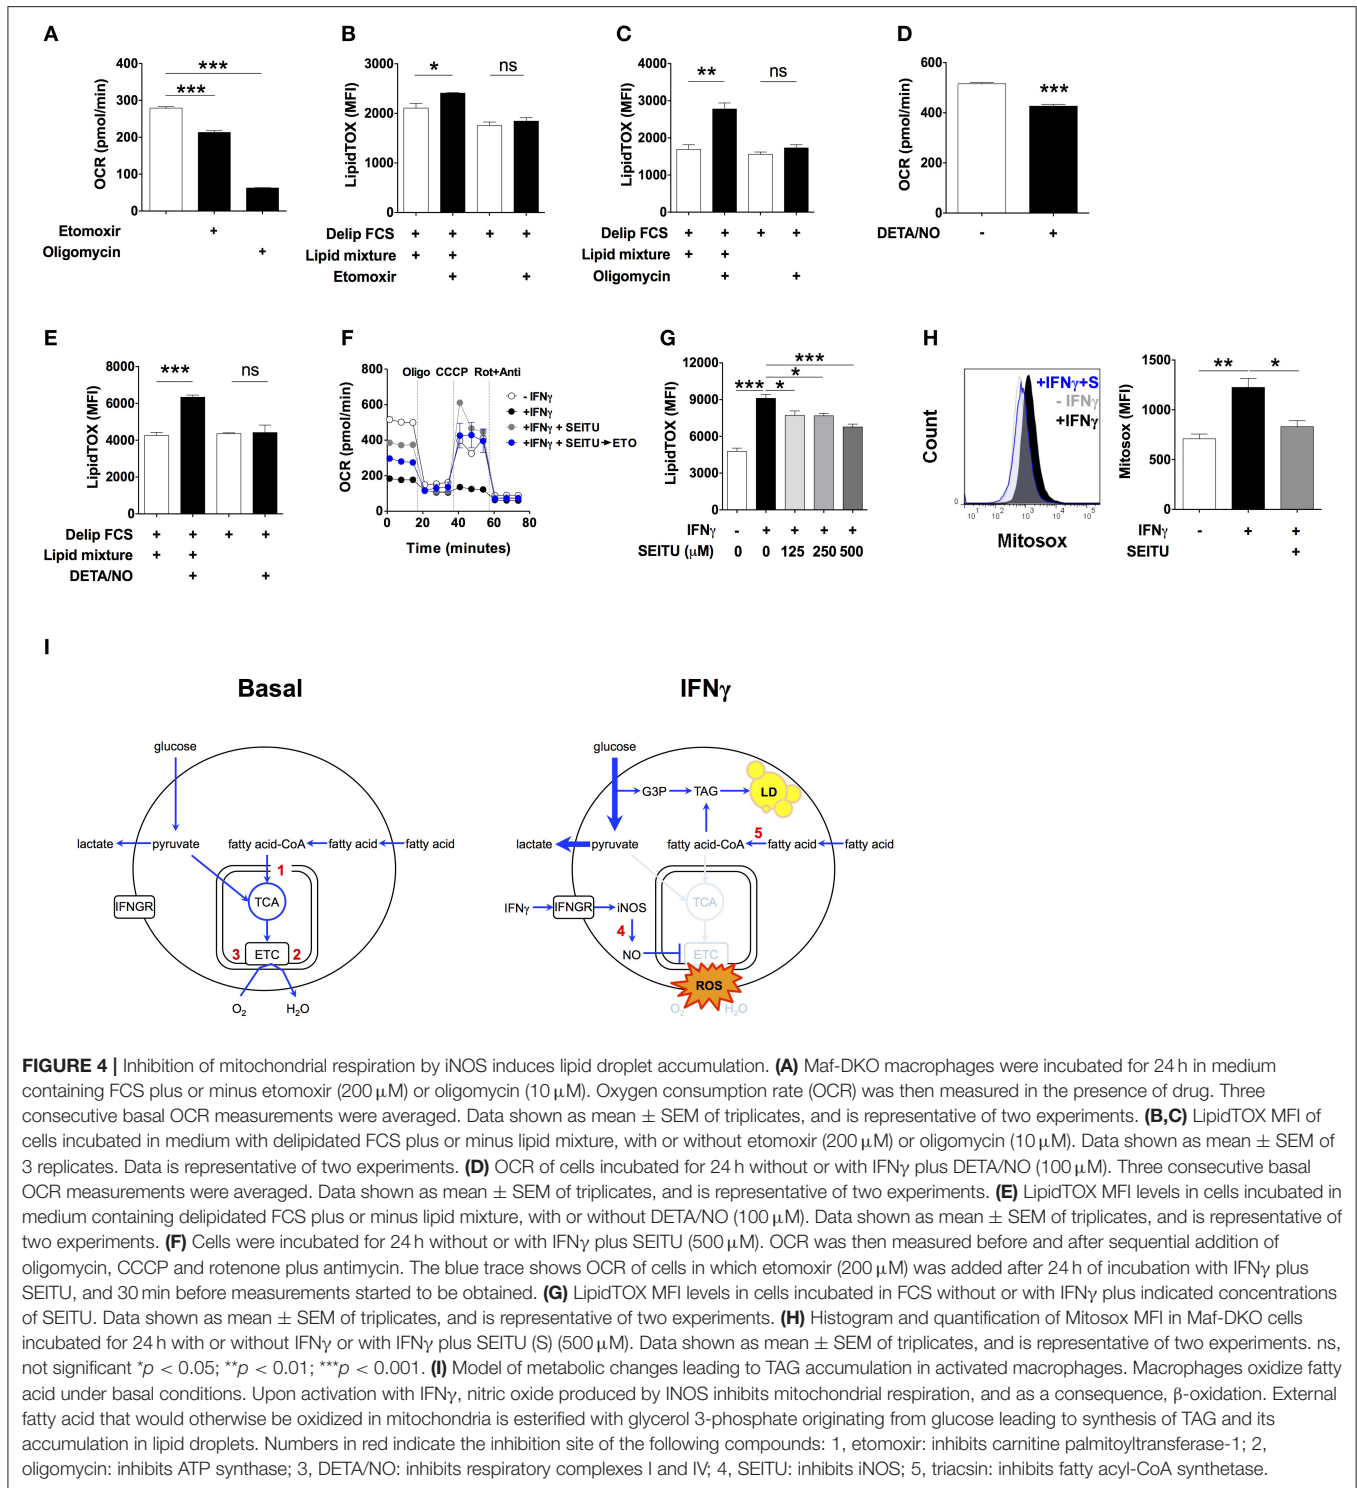 A
B
C
D
OCR (pmol/min)
400
300
200
100
0
***
***
Etomoxir +
Oligomycin +
LipidTOX (MFI)
3000
2000
1000
0
*
ns
Delip FCS + + + +
Lipid mixture + +
Etomoxir + +
LipidTOX (MFI)
4000
3000
2000
1000
0
**
ns
Delip FCS + + + +
Lipid mixture + +
Oligomycin + +
OCR (pmol/min)
600
400
200
0
***
DETA/NO - +
E
F
G
H
LipidTOX (MFI)
8000
6000
4000
2000
0
***
ns
Delip FCS + + + +
Lipid mixture + +
DETA/NO + +
OCR (pmol/min)
800
600
400
200
0
Oligo CCCP Rot+Anti
- IFNγ
+IFNγ
+IFNγ + SEITU
+IFNγ + SEITU➔ETO
0 20 40 60 80
Time (minutes)
LipidTOX (MFI)
12000
9000
6000
3000
0
***
*
*
***
IFNγ - + + + +
SEITU (μM) 0 0 125 250 500
Count
+IFNγ+S
- IFNγ
+IFNγ
0
10 10² 10³ 10⁴ 10⁵
Mitosox
Mitosox (MFI)
1500
1000
500
0
**
*
IFNγ - + +
SEITU +
I
Basal
glucose
lactate
pyruvate
fatty acid-CoA
fatty acid
fatty acid
1
TCA
IFNGR
3
ETC
2
O₂
H₂O
IFNγ
glucose
G3P
TAG
LD
5
lactate
pyruvate
fatty acid-CoA
fatty acid
fatty acid
TCA
IFNγ
IFNGR
iNOS
4
NO
ETC
ROS
O₂
H₂O
FIGURE 4 | Inhibition of mitochondrial respiration by iNOS induces lipid droplet accumulation. (A) Maf-DKO macrophages were incubated for 24 h in medium
containing FCS plus or minus etomoxir (200 μM) or oligomycin (10 μM). Oxygen consumption rate (OCR) was then measured in the presence of drug. Three
consecutive basal OCR measurements were averaged. Data shown as mean ± SEM of triplicates, and is representative of two experiments. (B,C) LipidTOX MFI of
cells incubated in medium with delipidated FCS plus or minus lipid mixture, with or without etomoxir (200 μM) or oligomycin (10 μM). Data shown as mean ± SEM of
3 replicates. Data is representative of two experiments. (D) OCR of cells incubated for 24 h without or with IFNγ plus DETA/NO (100 μM). Three consecutive basal
OCR measurements were averaged. Data shown as mean ± SEM of triplicates, and is representative of two experiments. (E) LipidTOX MFI levels in cells incubated in
medium containing delipidated FCS plus or minus lipid mixture, with or without DETA/NO (100 μM). Data shown as mean ± SEM of triplicates, and is representative of
two experiments. (F) Cells were incubated for 24 h without or with IFNγ plus SEITU (500 μM). OCR was then measured before and after sequential addition of
oligomycin, CCCP and rotenone plus antimycin. The blue trace shows OCR of cells in which etomoxir (200 μM) was added after 24 h of incubation with IFNγ plus
SEITU, and 30 min before measurements started to be obtained. (G) LipidTOX MFI levels in cells incubated in FCS without or with IFNγ plus indicated concentrations
of SEITU. Data shown as mean ± SEM of triplicates, and is representative of two experiments. (H) Histogram and quantification of Mitosox MFI in Maf-DKO cells
incubated for 24 h with or without IFNγ or with IFNγ plus SEITU (S) (500 μM). Data shown as mean ± SEM of triplicates, and is representative of two experiments. ns,
not significant *p < 0.05; **p < 0.01; ***p < 0.001. (I) Model of metabolic changes leading to TAG accumulation in activated macrophages. Macrophages oxidize fatty
acid under basal conditions. Upon activation with IFNγ, nitric oxide produced by INOS inhibits mitochondrial respiration, and as a consequence, β-oxidation. External
fatty acid that would otherwise be oxidized in mitochondria is esterified with glycerol 3-phosphate originating from glucose leading to synthesis of TAG and its
accumulation in lipid droplets. Numbers in red indicate the inhibition site of the following compounds: 1, etomoxir: inhibits carnitine palmitoyltransferase-1; 2,
oligomycin: inhibits ATP synthase; 3, DETA/NO: inhibits respiratory complexes I and IV; 4, SEITU: inhibits iNOS; 5, triacsin: inhibits fatty acyl-CoA synthetase.